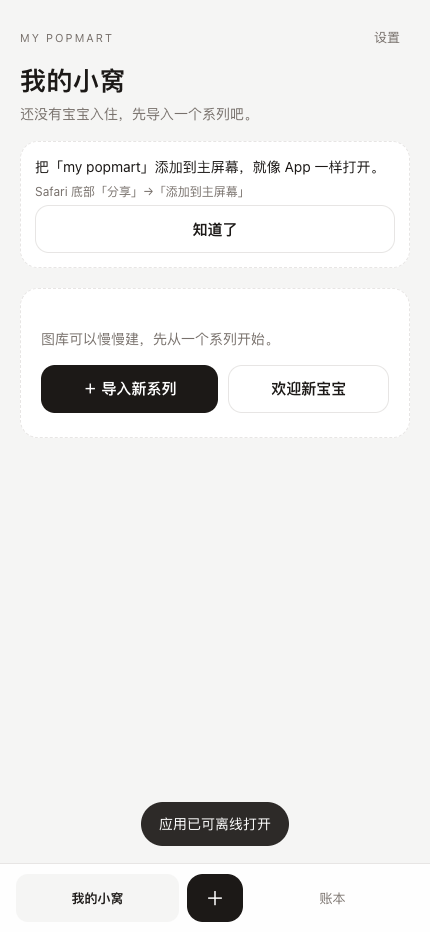 MY POPMART
设置
我的小窝
还没有宝宝入住，先导入一个系列吧。
把「my popmart」添加到主屏幕，就像 App 一样打开。
Safari 底部「分享」→「添加到主屏幕」
知道了
图库可以慢慢建，先从一个系列开始。
＋ 导入新系列
欢迎新宝宝
应用已可离线打开
我的小窝
＋
账本